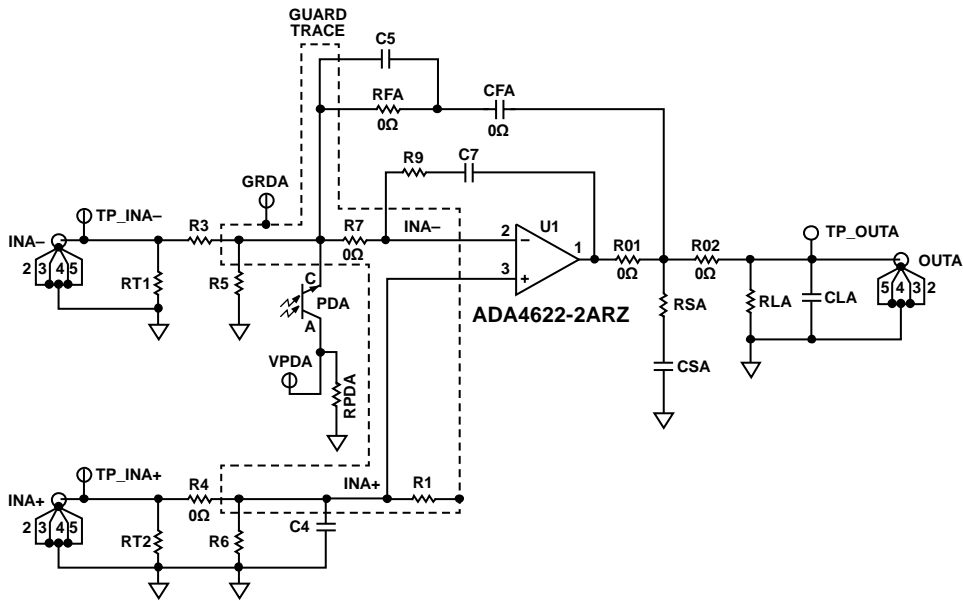 GUARD
TRACE
C5
RFA
0Ω
CFA
0Ω
R9
C7
GRDA
TP_INA–
INA–
2 3 4 5
RT1
R3
R5
R7
0Ω
INA–
2
3
U1
1
–
+
ADA4622-2ARZ
R01
0Ω
R02
0Ω
TP_OUTA
OUTA
5 4 3 2
RLA
CLA
RSA
CSA
C
PDA
A
VPDA
RPDA
TP_INA+
INA+
2 3 4 5
RT2
R4
0Ω
R6
C4
INA+
R1